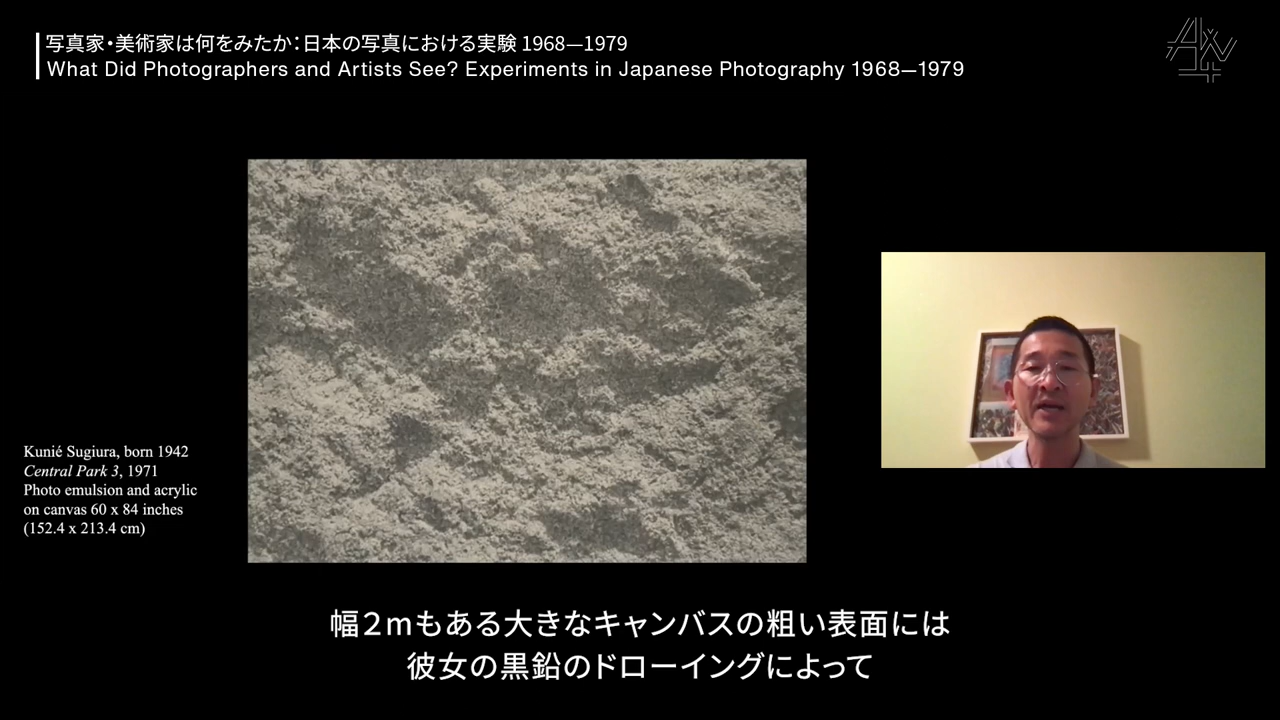 写真家・美術家は何をみたか：日本の写真における実験 1968—1979
What Did Photographers and Artists See? Experiments in Japanese Photography 1968—1979
Kunié Sugiura, born 1942
Central Park 3, 1971
Photo emulsion and acrylic
on canvas 60 x 84 inches
(152.4 x 213.4 cm)
幅２mもある大きなキャンバスの粗い表面には
彼女の黒鉛のドローイングによって